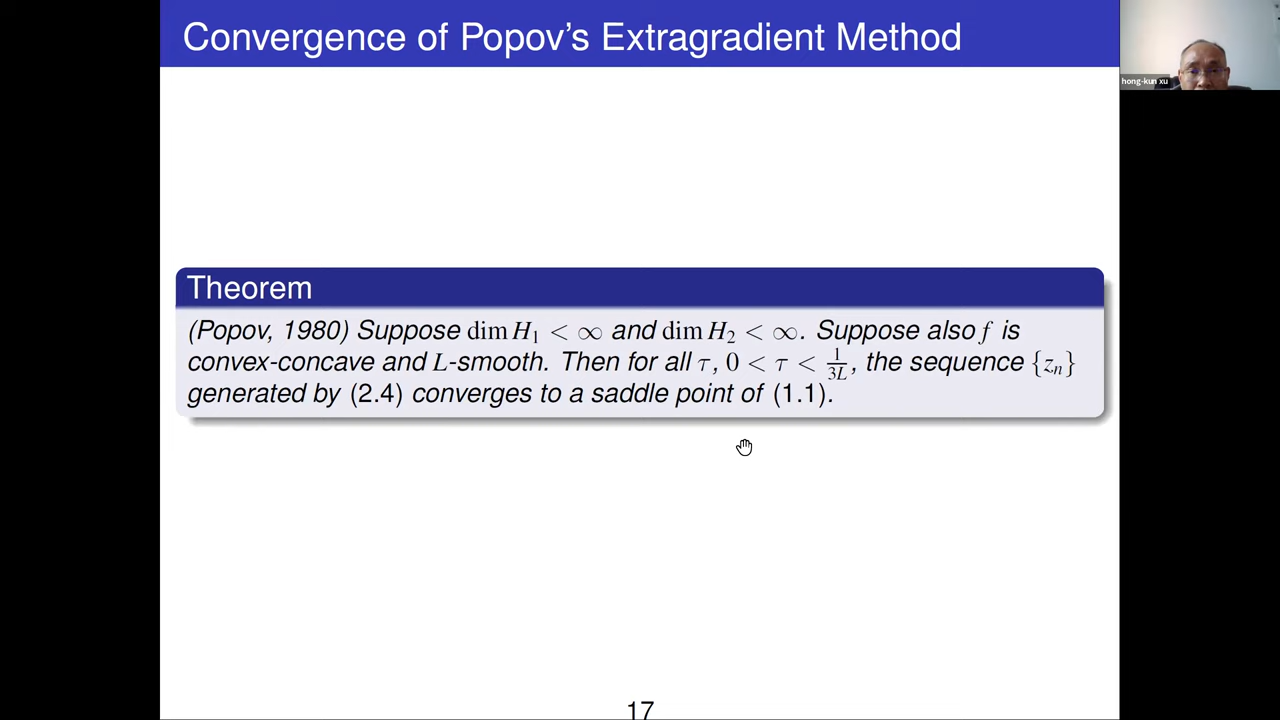 Convergence of Popov's Extragradient Method
hong-kun xu
Theorem
(Popov, 1980) Suppose dim H₁ < ∞ and dim H₂ < ∞. Suppose also f is
convex-concave and L-smooth. Then for all τ, 0 < τ < 1/3L, the sequence {zₙ}
generated by (2.4) converges to a saddle point of (1.1).
17